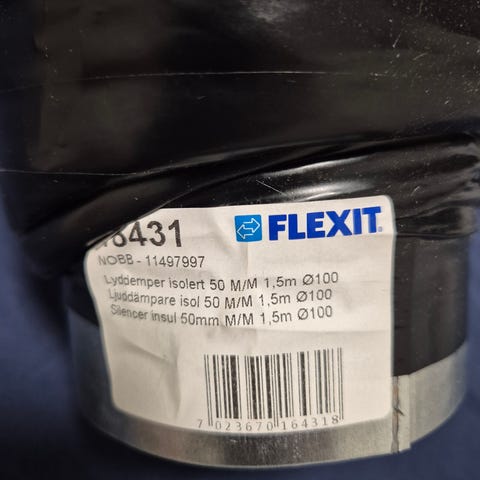 16431
FLEXIT.
NOBB - 11497997
Lyddemper isolert 50 M/M 1,5m Ø100
Ljuddämpare isol 50 M/M 1,5m Ø100
Silencer insul 50mm M/M 1,5m Ø100
7 023670 164318